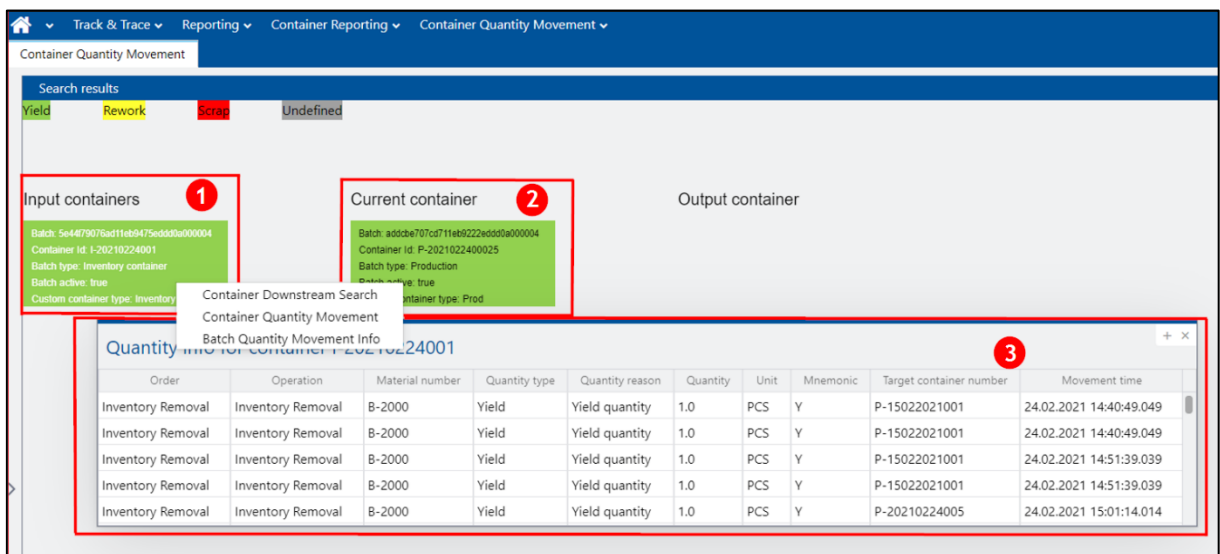 Track & Trace Reporting Container Reporting Container Quantity Movement
Container Quantity Movement
Search results
Yield Rework Scrap Undefined
Input containers 1 Current container 2 Output container
Batch: 5e44f79076ad11eb9475eddd0a000004
Container Id: I-20210224001
Batch type: Inventory container
Batch active: true
Custom container type: Inventory
Batch: addcbe707cd711eb9222eddd0a000004
Container Id: P-2021022400025
Batch type: Production
Batch active: true
container type: Prod
Container Downstream Search
Container Quantity Movement
Batch Quantity Movement Info
Quantity Info for container I-20210224001 3
Order Operation Material number Quantity type Quantity reason Quantity Unit Mnemonic Target container number Movement time
Inventory Removal Inventory Removal B-2000 Yield Yield quantity 1.0 PCS Y P-15022021001 24.02.2021 14:40:49.049
Inventory Removal Inventory Removal B-2000 Yield Yield quantity 1.0 PCS Y P-15022021001 24.02.2021 14:40:49.049
Inventory Removal Inventory Removal B-2000 Yield Yield quantity 1.0 PCS Y P-15022021001 24.02.2021 14:51:39.039
Inventory Removal Inventory Removal B-2000 Yield Yield quantity 1.0 PCS Y P-15022021001 24.02.2021 14:51:39.039
Inventory Removal Inventory Removal B-2000 Yield Yield quantity 1.0 PCS Y P-20210224005 24.02.2021 15:01:14.014